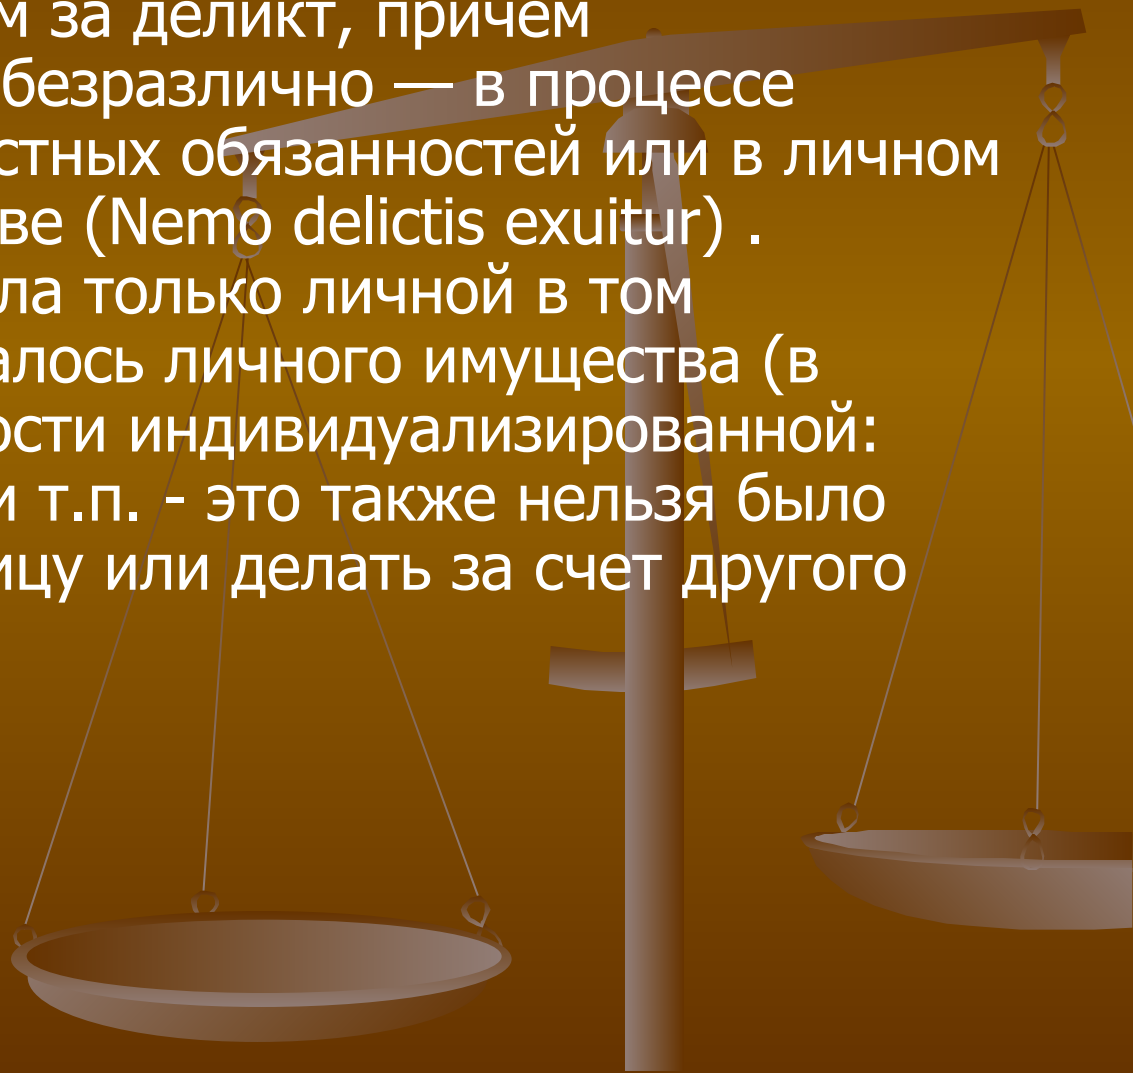 м за деликт, причем
безразлично — в процессе
стных обязанностей или в личном
ве (Nemo delictis exuitur) .
ла только личной в том
алось личного имущества (в
ости индивидуализированной:
и т.п. - это также нельзя было
ицу или делать за счет другого